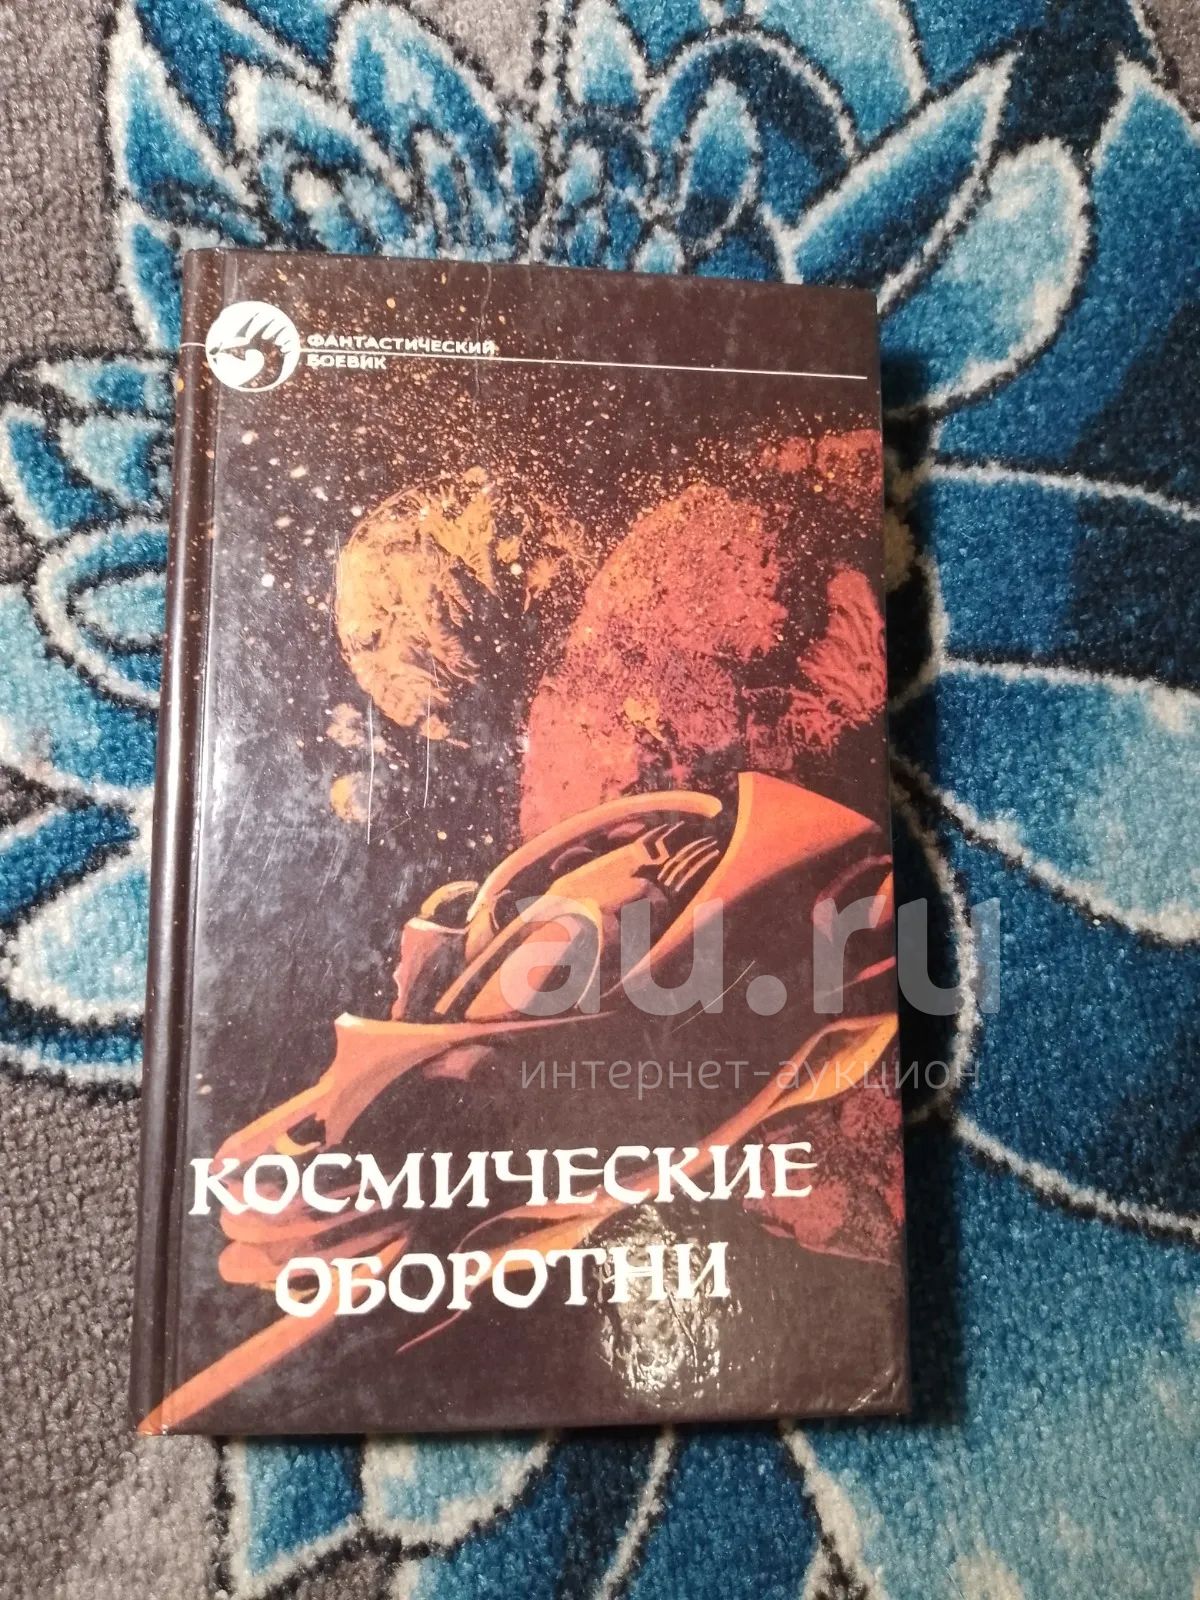 ФАНТАСТИЧЕСКИЙ
БОЕВИК
au.ru
интернет-аукцион
КОСМИЧЕСКИЕ
ОБОРОТНИ